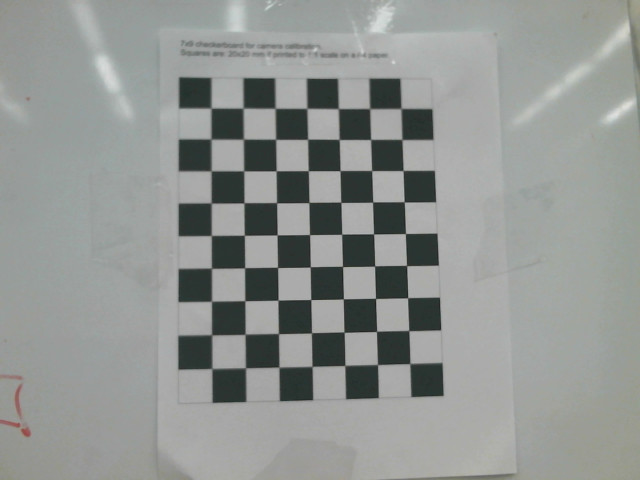 7x9 checkerboard for camera calibration.
Squares are: 20x20 mm if printed to 1:1 scale on a A4 paper.